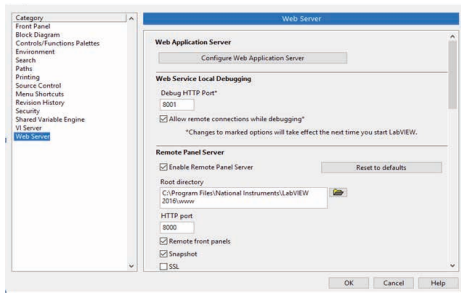 Category
Front Panel
Block Diagram
Controls/Functions Palettes
Environment
Search
Paths
Printing
Source Control
Menu Shortcuts
Revision History
Security
Shared Variable Engine
VI Server
Web Server
Web Server
Web Application Server
Configure Web Application Server
Web Service Local Debugging
Debug HTTP Port*
8001
Allow remote connections while debugging*
*Changes to marked options will take effect the next time you start LabVIEW.
Remote Panel Server
Enable Remote Panel Server
Reset to defaults
Root directory
C:\Program Files\National Instruments\LabVIEW
2016\www
HTTP port
8000
Remote front panels
Snapshot
SSL
OK
Cancel
Help